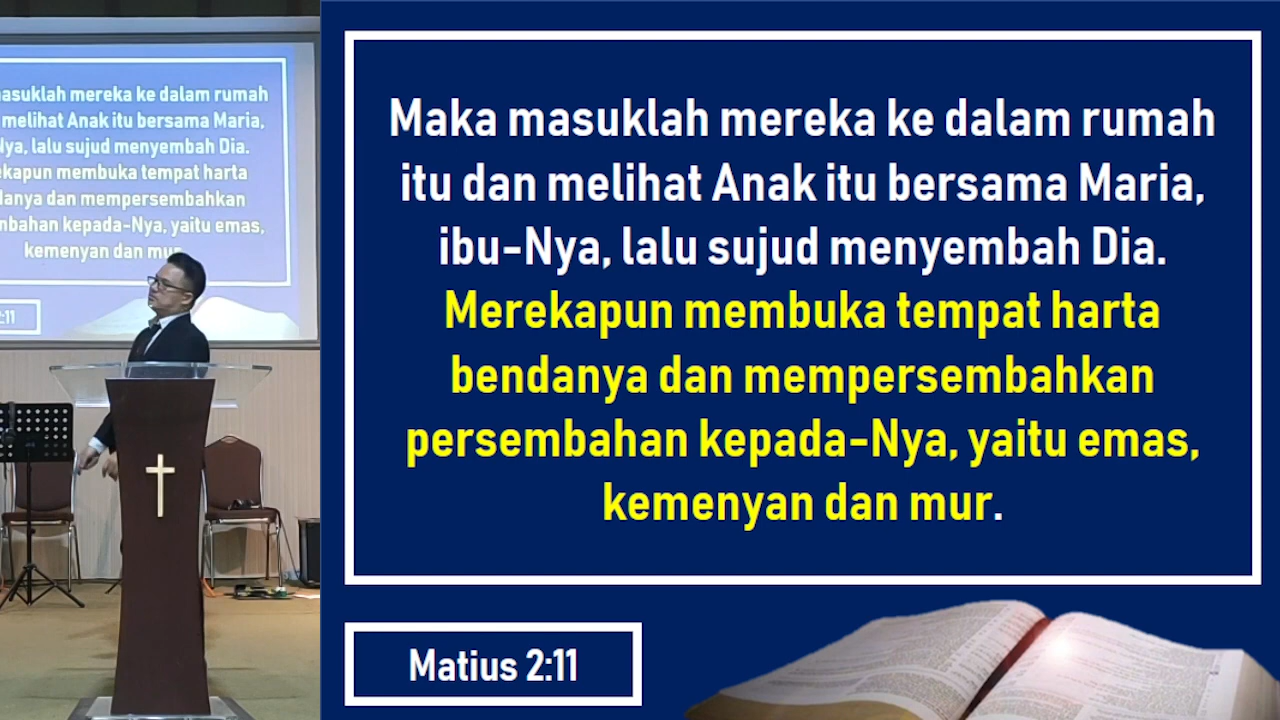 Maka masuklah mereka ke dalam rumah
itu dan melihat Anak itu bersama Maria,
ibu-Nya, lalu sujud menyembah Dia.
Merekapun membuka tempat harta
bendanya dan mempersembahkan
persembahan kepada-Nya, yaitu emas,
kemenyan dan mur.
Matius 2:11
mereka ke dalam rumah
melihat Anak itu bersama Maria,
lalu sujud menyembah Dia.
membuka tempat harta
dan mempersembahkan
kepada-Nya, yaitu emas,
kemenyan dan